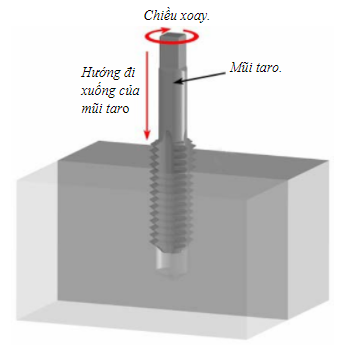 Chiều xoay.
Hướng đi
xuống của
mũi taro
Mũi taro.